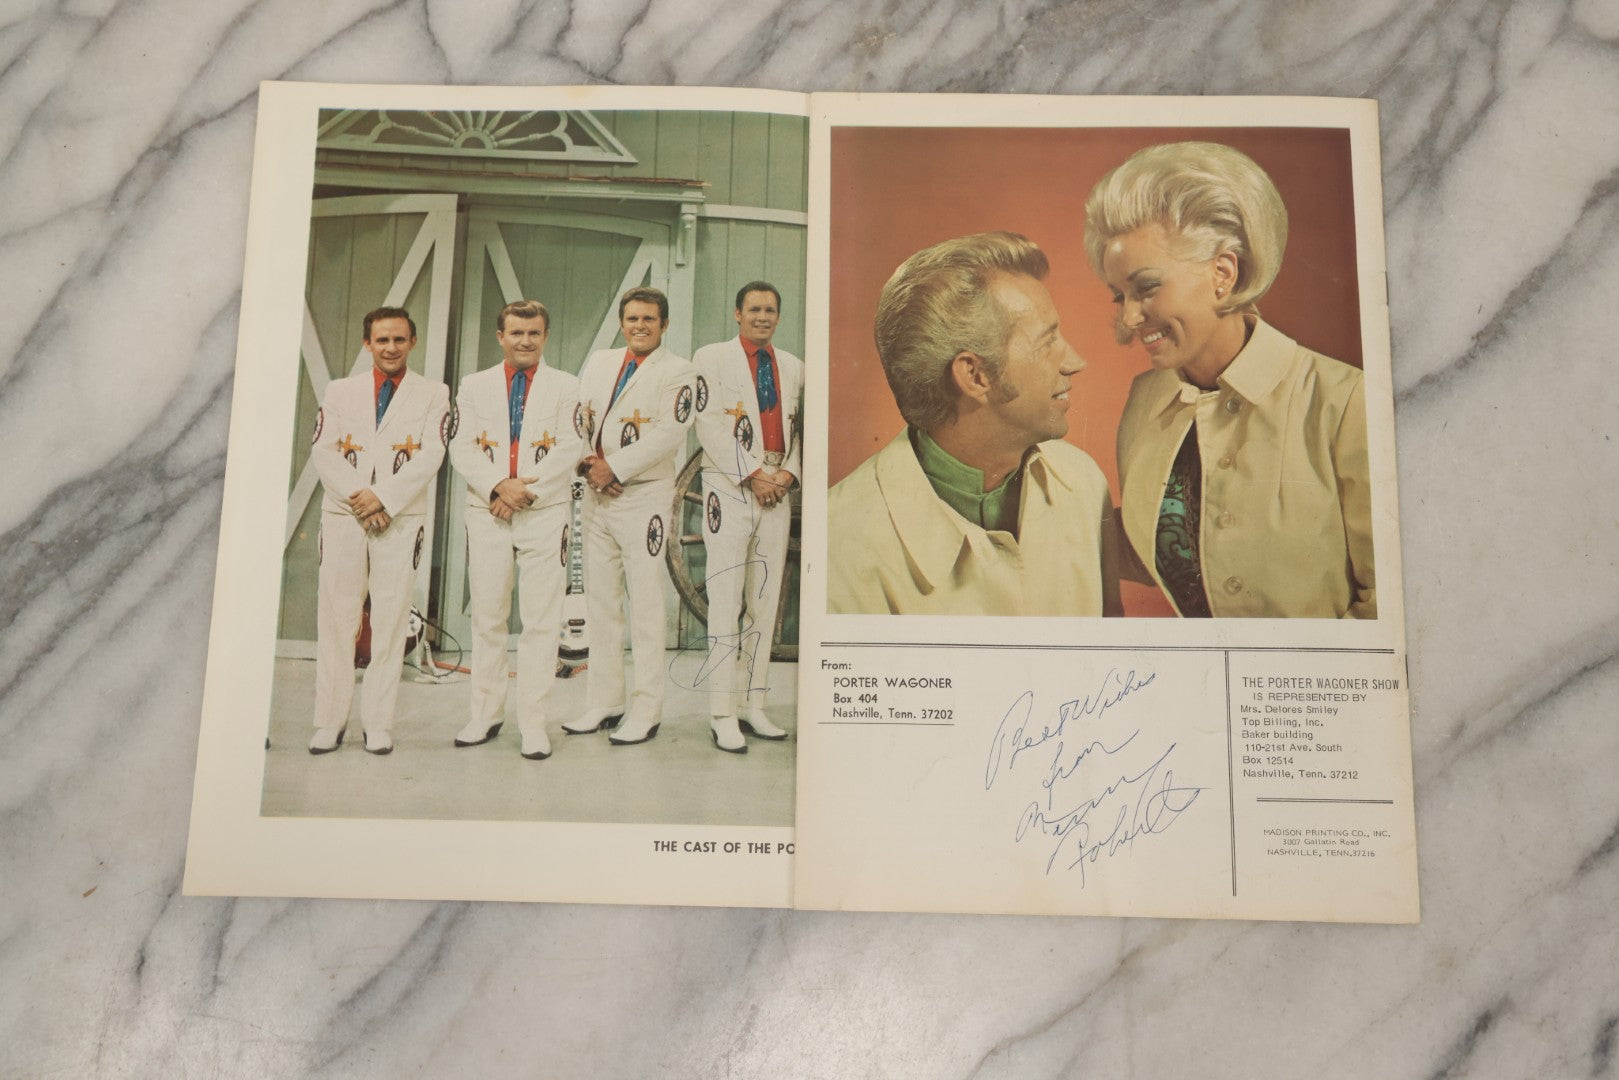 THE CAST OF THE PO
From:
PORTER WAGONER
Box 404
Nashville, Tenn. 37202
Best Wishes
from
Roberts
THE PORTER WAGONER SHOW
IS REPRESENTED BY
Mrs. Delores Smiley
Top Billing, Inc.
Baker building
110-21st Ave. South
Box 12514
Nashville, Tenn. 37212
MADISON PRINTING CO., INC.
3007 Gallatin Road
NASHVILLE, TENN.37216